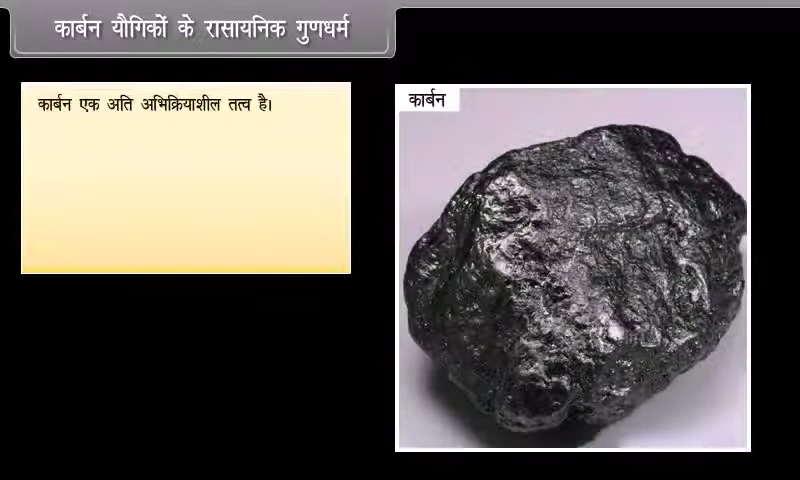 कार्बन यौगिकों के रासायनिक गुणधर्म
कार्बन एक अति अभिक्रियाशील तत्व है।
कार्बन